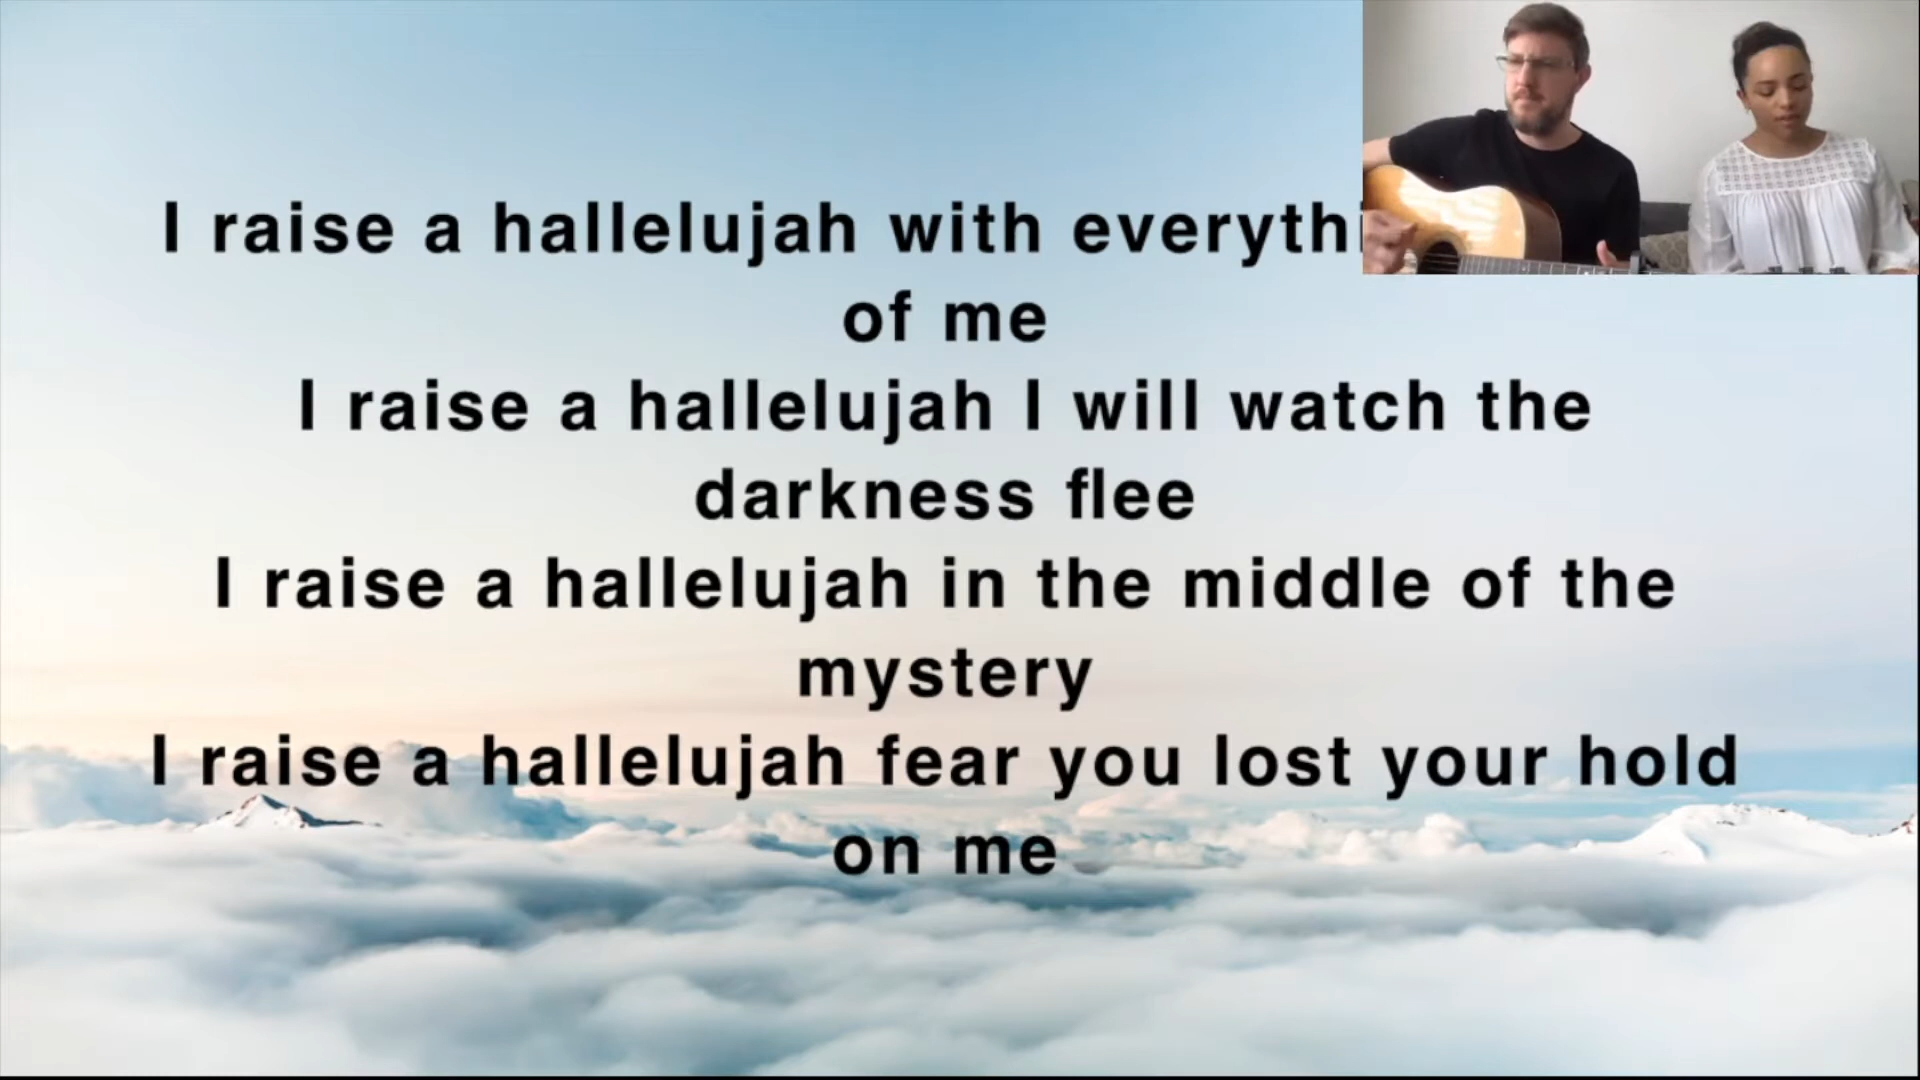 I raise a hallelujah with
of me
I raise a hallelujah I will watch the
darkness flee
I raise a hallelujah in the middle of the
mystery
I raise a hallelujah fear you lost your hold
on me